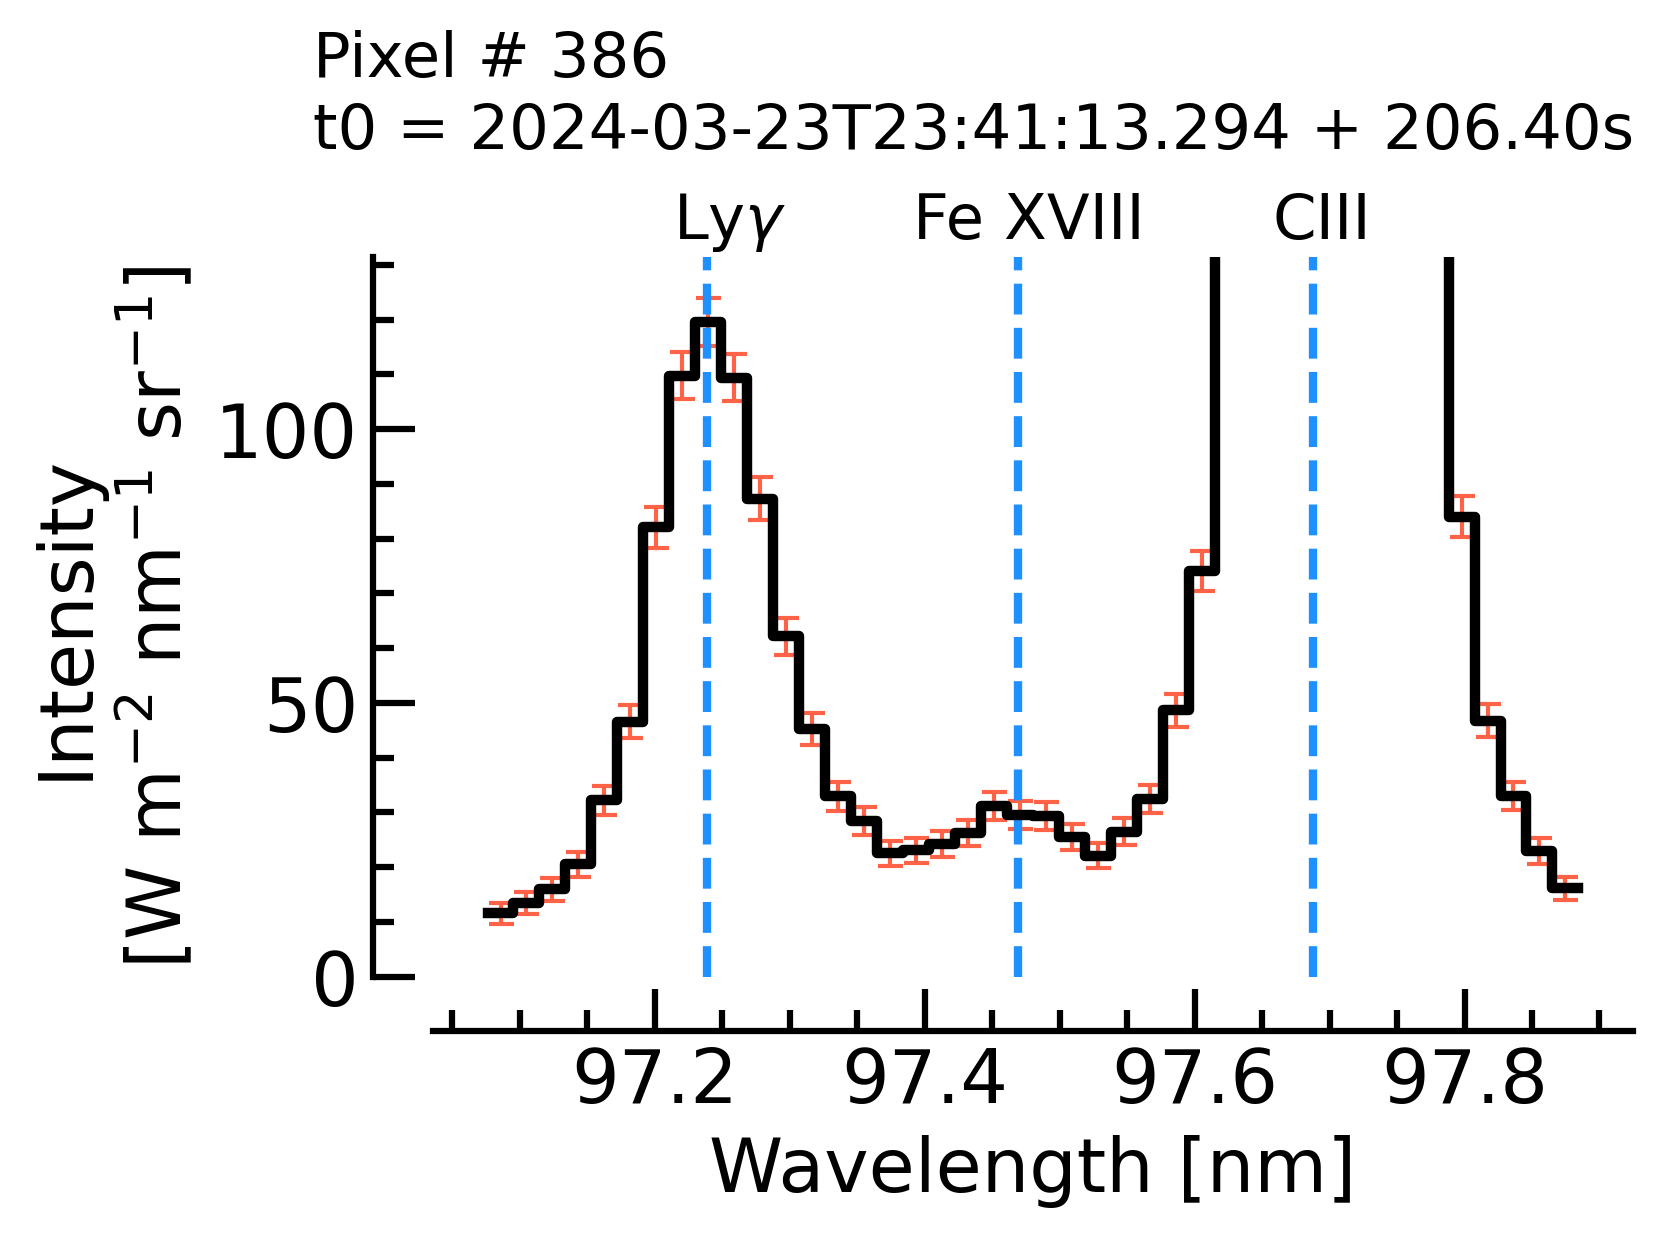 Pixel # 386
t0 = 2024-03-23T23:41:13.294 + 206.40s
Lyγ Fe XVIII CIII
Intensity
[W m⁻² nm⁻¹ sr⁻¹]
100
50
0
97.2 97.4 97.6 97.8
Wavelength [nm]